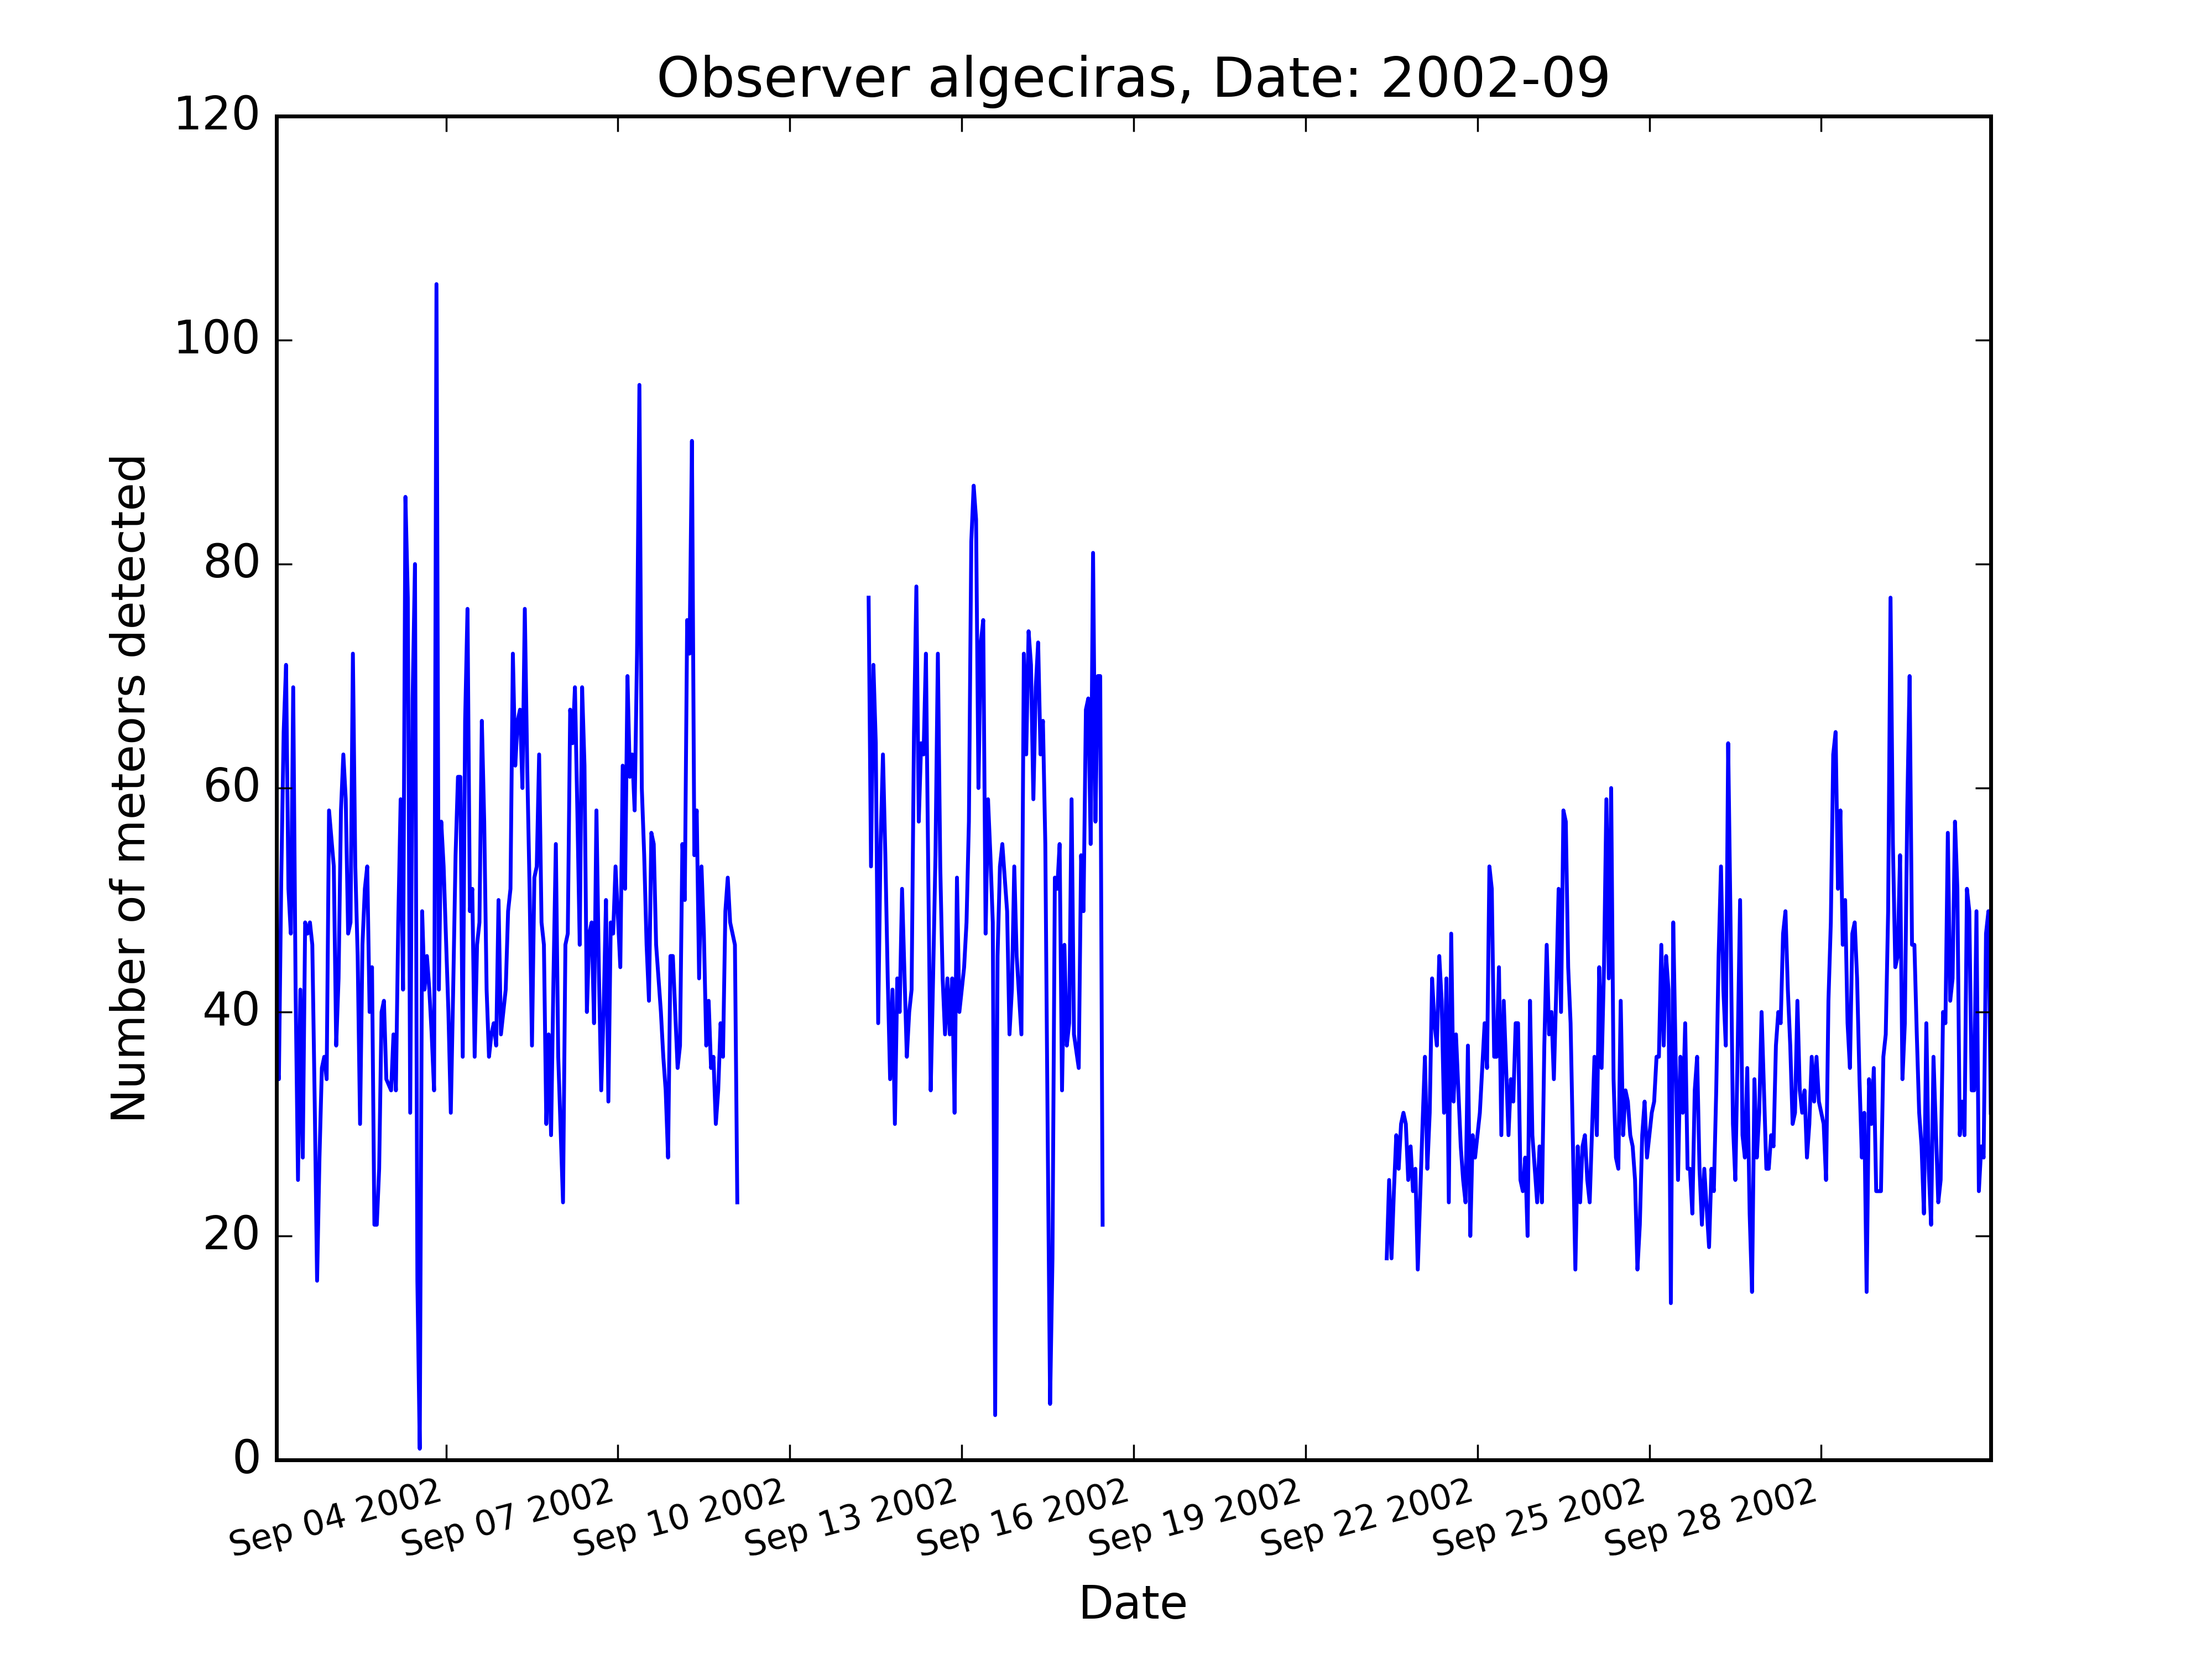 Observer algeciras, Date: 2002-09
120
100
80
60
40
20
0
Number of meteors detected
Sep 04 2002
Sep 07 2002
Sep 10 2002
Sep 13 2002
Sep 16 2002
Sep 19 2002
Sep 22 2002
Sep 25 2002
Sep 28 2002
Date